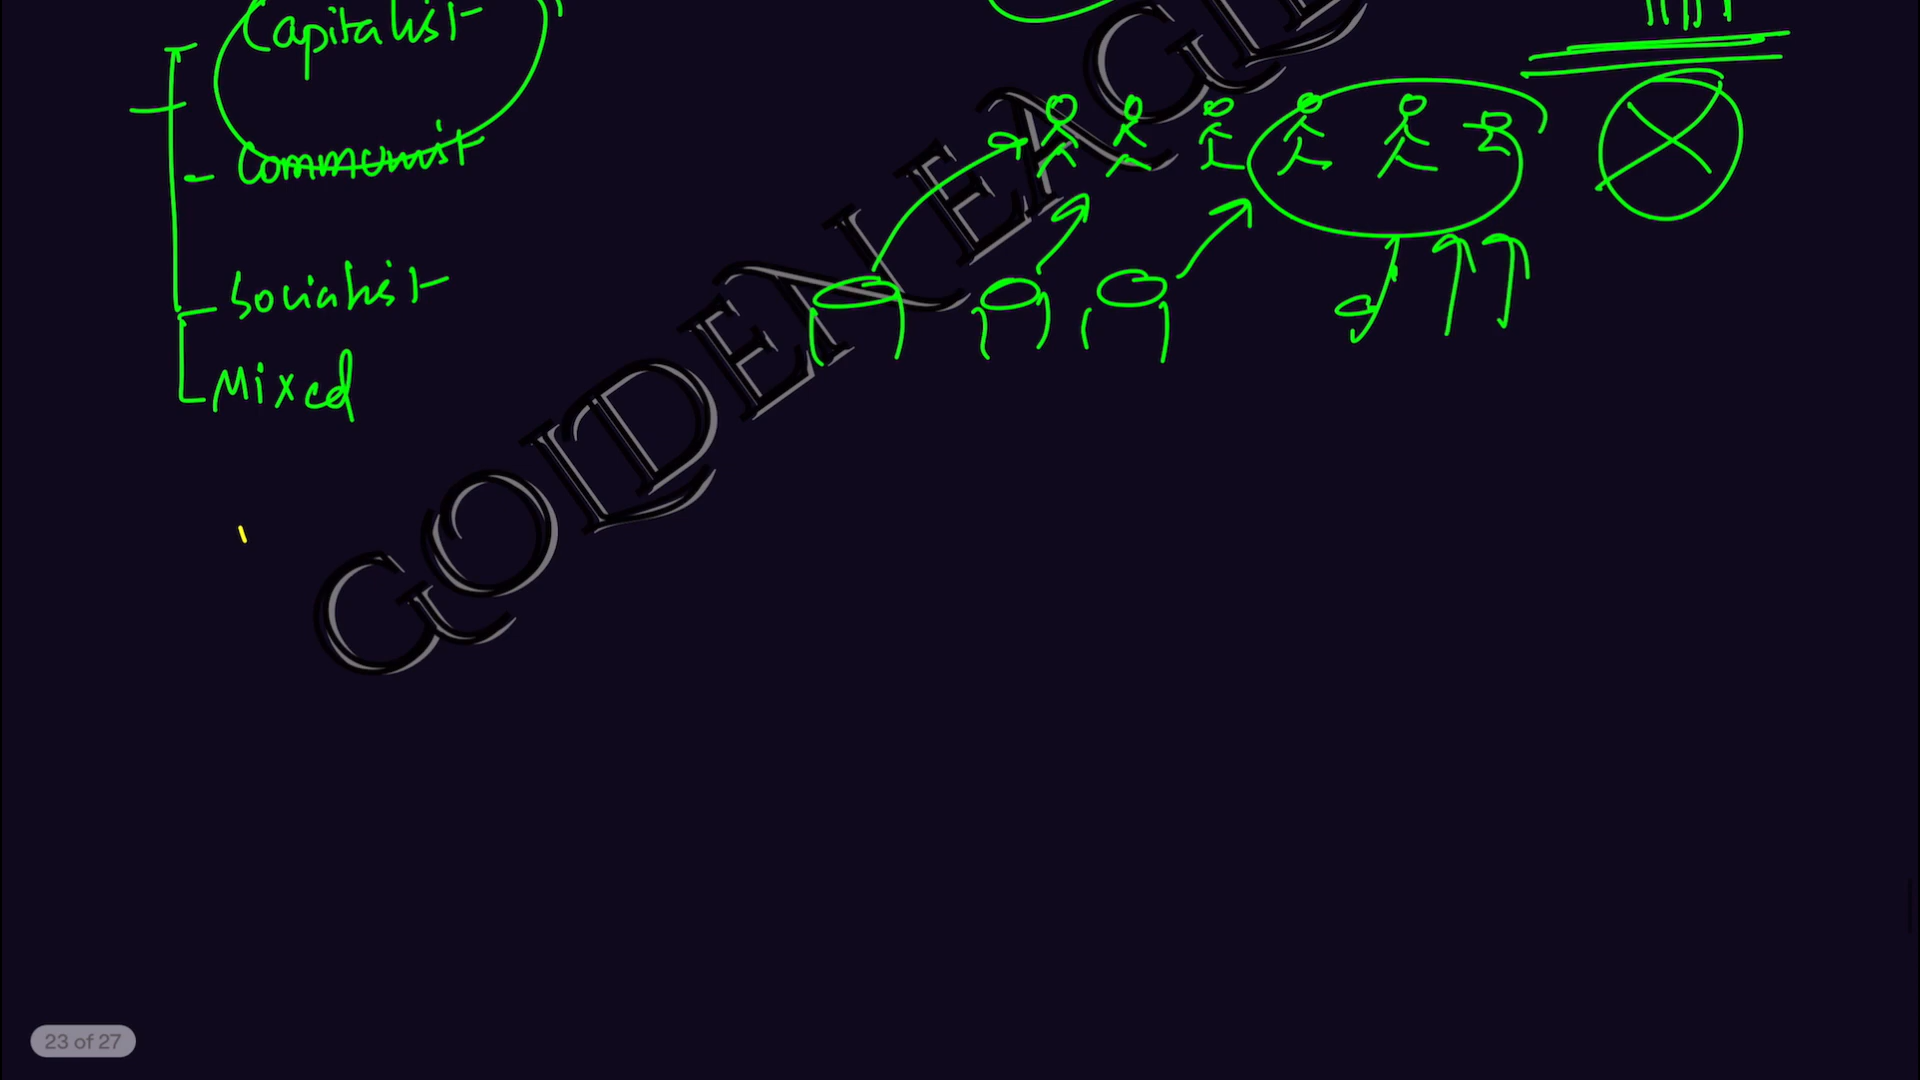 Capitalist
- Communist
- Socialist
Mixed
GOLDEN EAGLE
23 of 27